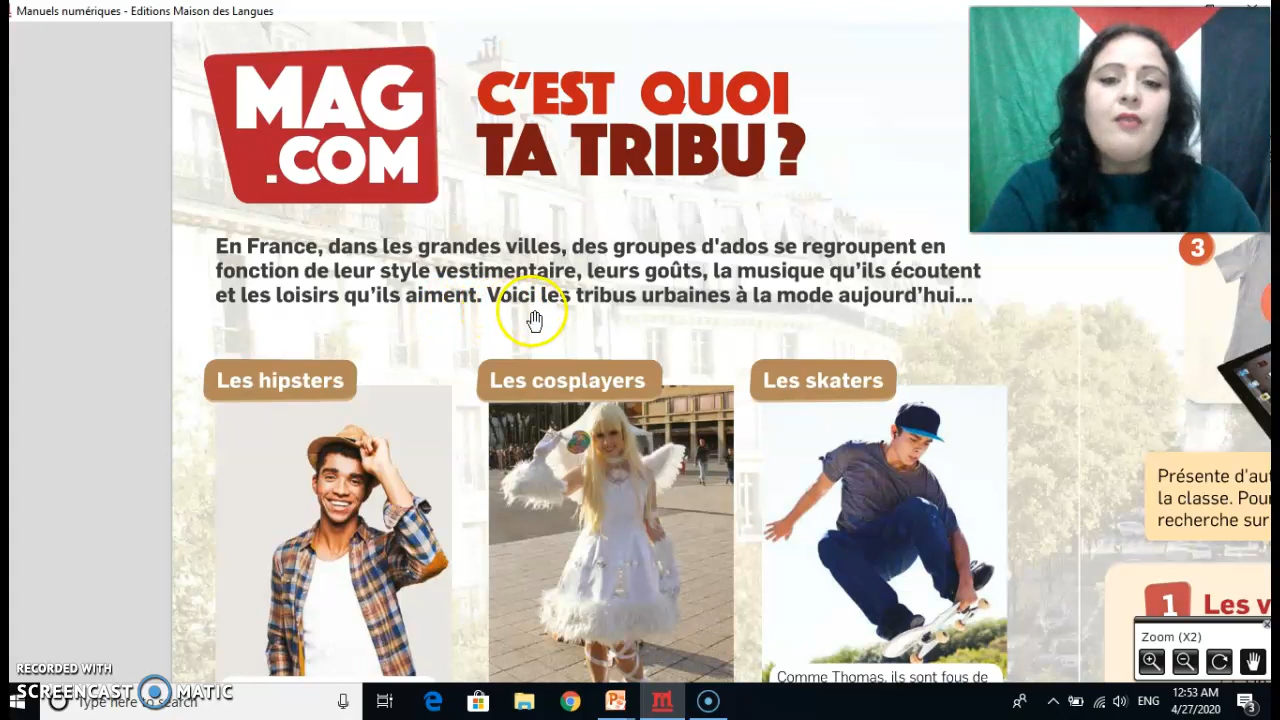 Manuels numériques - Editions Maison des Langues
MAG
.COM
C'EST QUOI
TA TRIBU ?
En France, dans les grandes villes, des groupes d'ados se regroupent en
fonction de leur style vestimentaire, leurs goûts, la musique qu'ils écoutent
et les loisirs qu'ils aiment. Voici les tribus urbaines à la mode aujourd'hui...
3
Les hipsters
Les cosplayers
Les skaters
Présente d'au
la classe. Pou
recherche sur
1 Les v
Comme Thomas, ils sont fous de
Zoom (X2)
RECORDED WITH
SCREENCAST MATIC
Type here to search
ENG
12:53 AM
4/27/2020
3